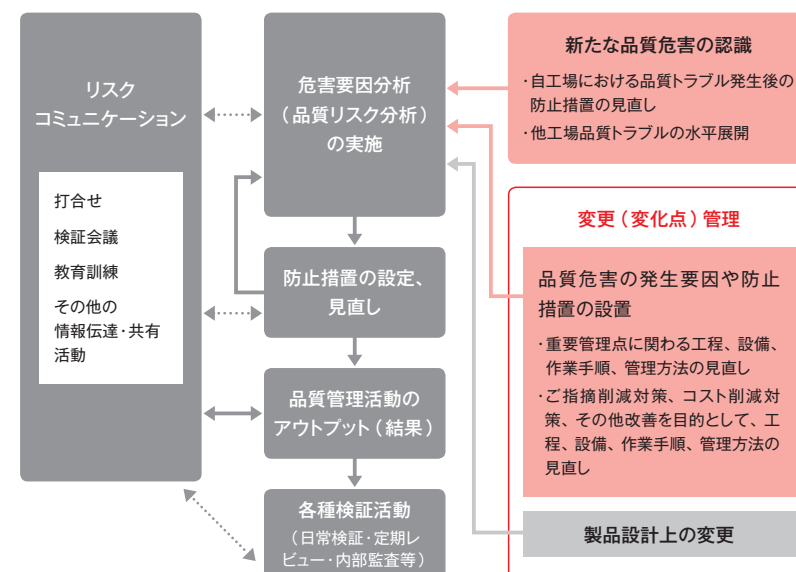 リスク
コミュニケーション
打合せ
検証会議
教育訓練
その他の
情報伝達・共有
活動
危害要因分析
（品質リスク分析）
の実施
防止措置の設定、
見直し
品質管理活動の
アウトプット（結果）
各種検証活動
（日常検証・定期レ
ビュー・内部監査等）
新たな品質危害の認識
・自工場における品質トラブル発生後の
防止措置の見直し
・他工場品質トラブルの水平展開
変更（変化点）管理
品質危害の発生要因や防止
措置の設置
・重要管理点に関わる工程、設備、
作業手順、管理方法の見直し
・ご指摘削減対策、コスト削減対
策、その他改善を目的として、工
程、設備、作業手順、管理方法の
見直し
製品設計上の変更